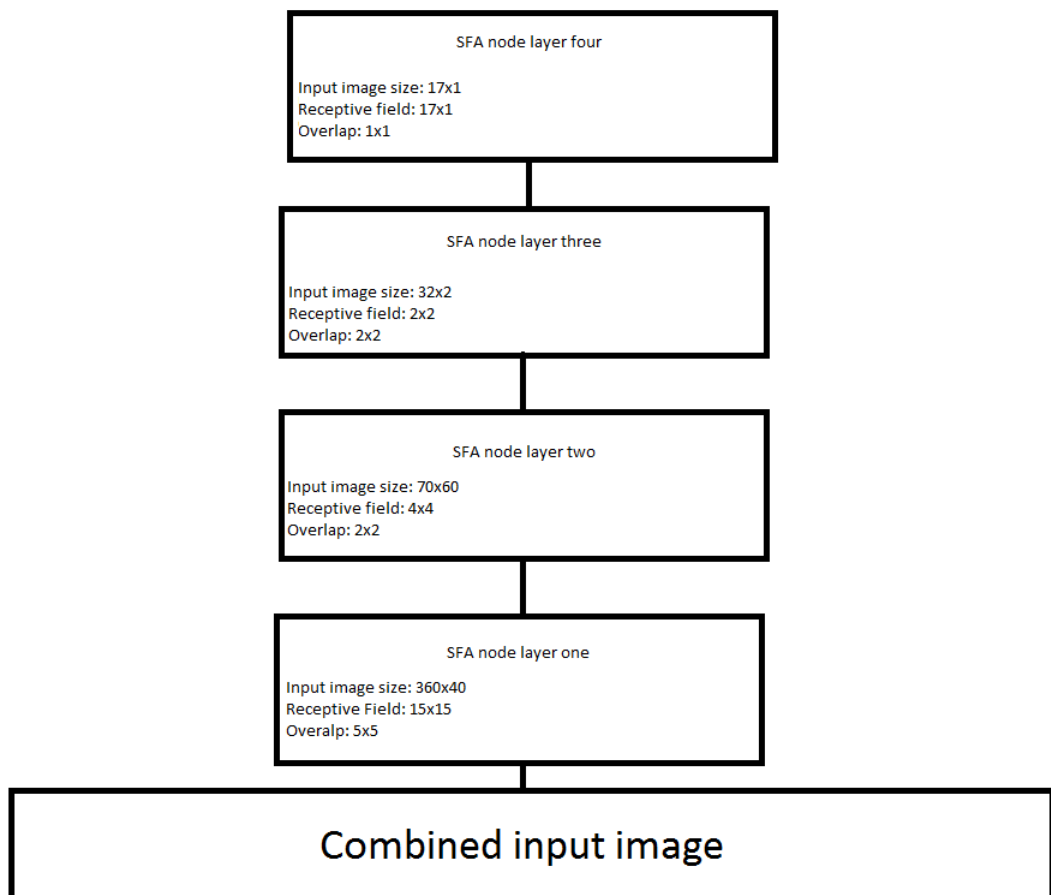 SFA node layer four
Input image size: 17x1
Receptive field: 17x1
Overlap: 1x1
SFA node layer three
Input image size: 32x2
Receptive field: 2x2
Overlap: 2x2
SFA node layer two
Input image size: 70x60
Receptive field: 4x4
Overlap: 2x2
SFA node layer one
Input image size: 360x40
Receptive Field: 15x15
Overalp: 5x5
Combined input image